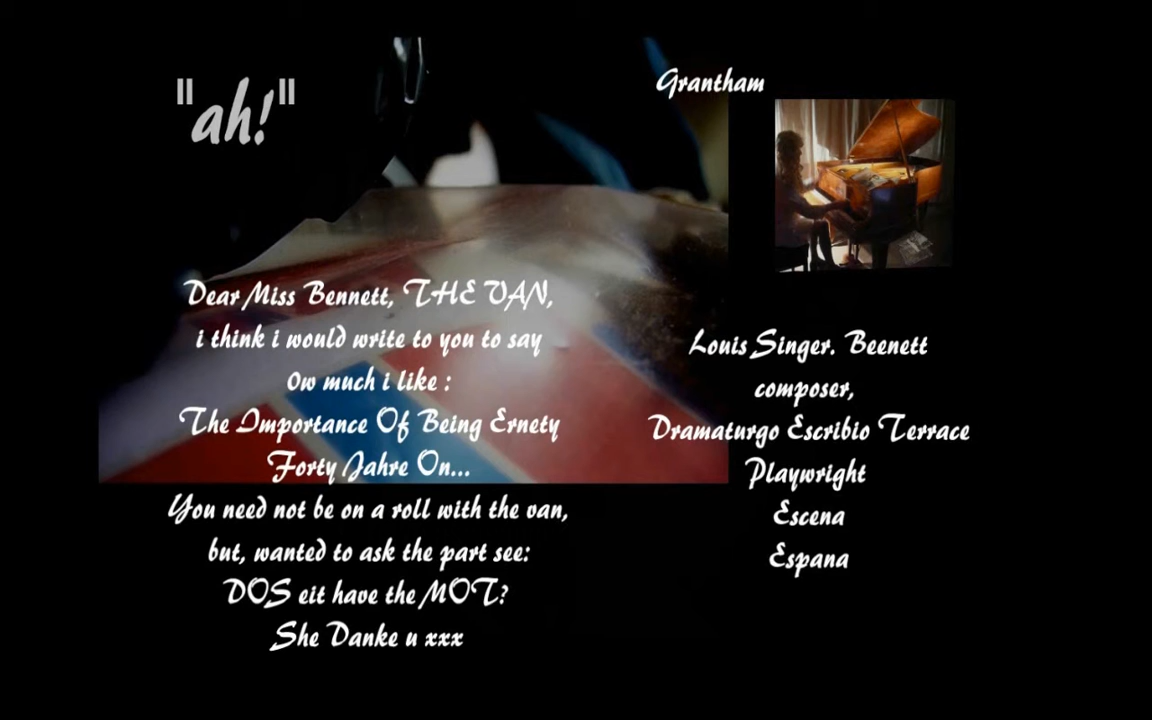 "ah!"
Dear Miss Bennett, THE VAN,
i think i would write to you to say
0w much i like :
The Importance Of Being Ernety
Forty Jahre On...
You need not be on a roll with the van,
but, wanted to ask the part see:
DOS eit have the MOT?
She Danke u xxx
Grantham
Louis Singer. Beenett
composer,
Dramaturgo Escribio Terrace
Playwright
Escena
Espana